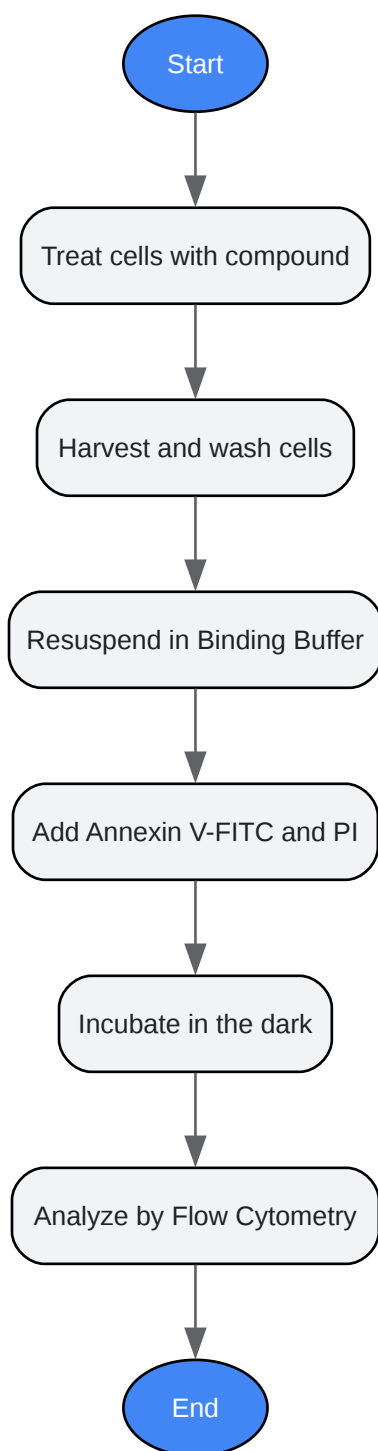 Start
Treat cells with compound
Harvest and wash cells
Resuspend in Binding Buffer
Add Annexin V-FITC and PI
Incubate in the dark
Analyze by Flow Cytometry
End